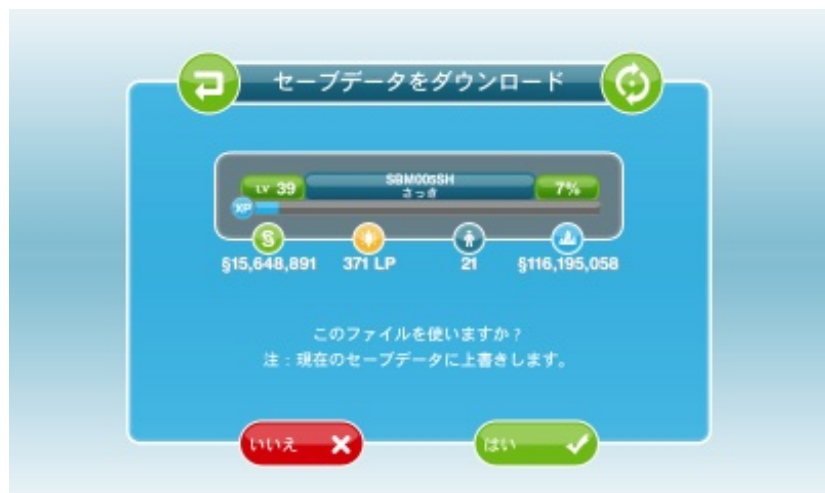 セーブデータをダウンロード
SBM00sSH
LV 39
さっき
7%
XP
§15,648,891 371 LP 21 §116,195,058
このファイルを使いますか?
注:現在のセーブデータに上書きします。
いいえ はい